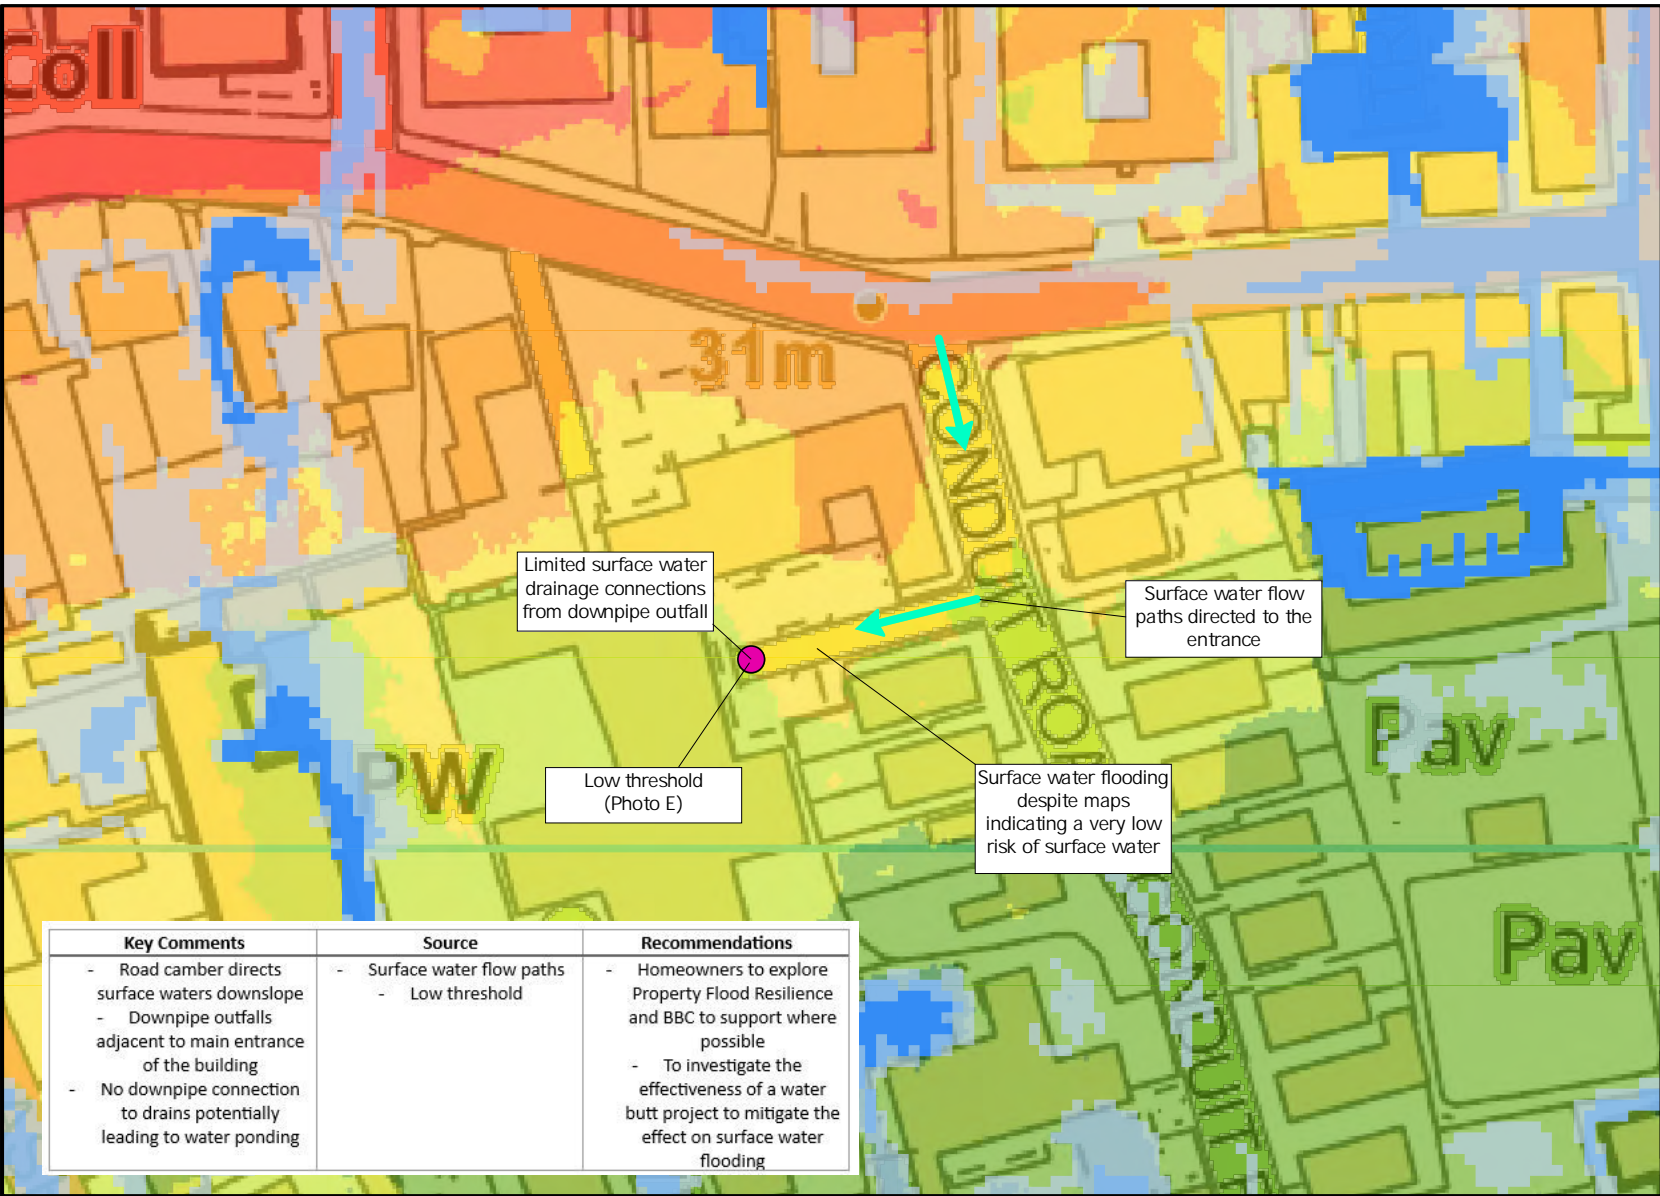 Coll
31m
CONDUIT ROAD
Limited surface water
drainage connections
from downpipe outfall
Surface water flow
paths directed to the
entrance
Low threshold
(Photo E)
Surface water flooding
despite maps
indicating a very low
risk of surface water
PW
Pav
Pav
Key Comments
- Road camber directs
surface waters downslope
- Downpipe outfalls
adjacent to main entrance
of the building
- No downpipe connection
to drains potentially
leading to water ponding
Source
- Surface water flow paths
- Low threshold
Recommendations
- Homeowners to explore
Property Flood Resilience
and BBC to support where
possible
- To investigate the
effectiveness of a water
butt project to mitigate the
effect on surface water
flooding